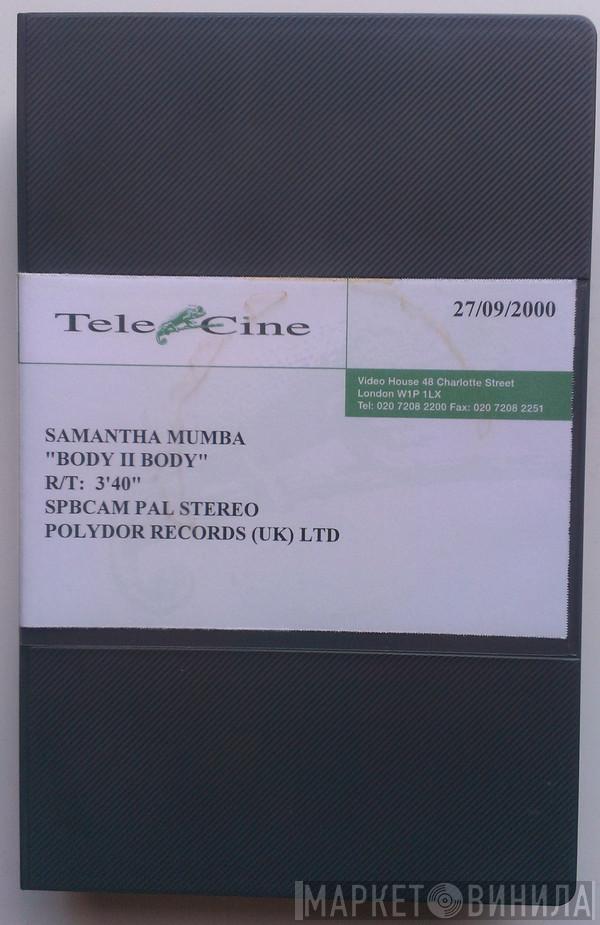 Tele Cine
27/09/2000
Video House 48 Charlotte Street
London W1P 1LX
Tel: 020 7208 2200 Fax: 020 7208 2251
SAMANTHA MUMBA
"BODY II BODY"
R/T: 3'40"
SPBCAM PAL STEREO
POLYDOR RECORDS (UK) LTD
МАРКЕТ ВИНИЛА